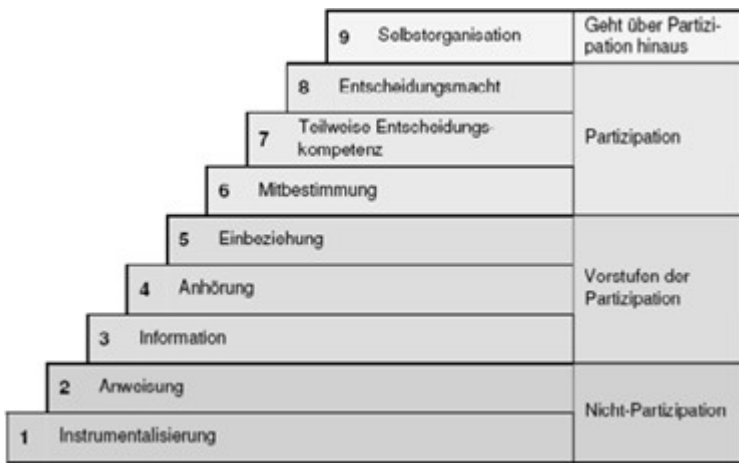 9 Selbstorganisation
Geht über Partizi-
pation hinaus
8 Entscheidungsmacht
7 Teilweise Entscheidungs-
kompetenz
Partizipation
6 Mitbestimmung
5 Einbeziehung
4 Anhörung
Vorstufen der
Partizipation
3 Information
2 Anweisung
Nicht-Partizipation
1 Instrumentalisierung